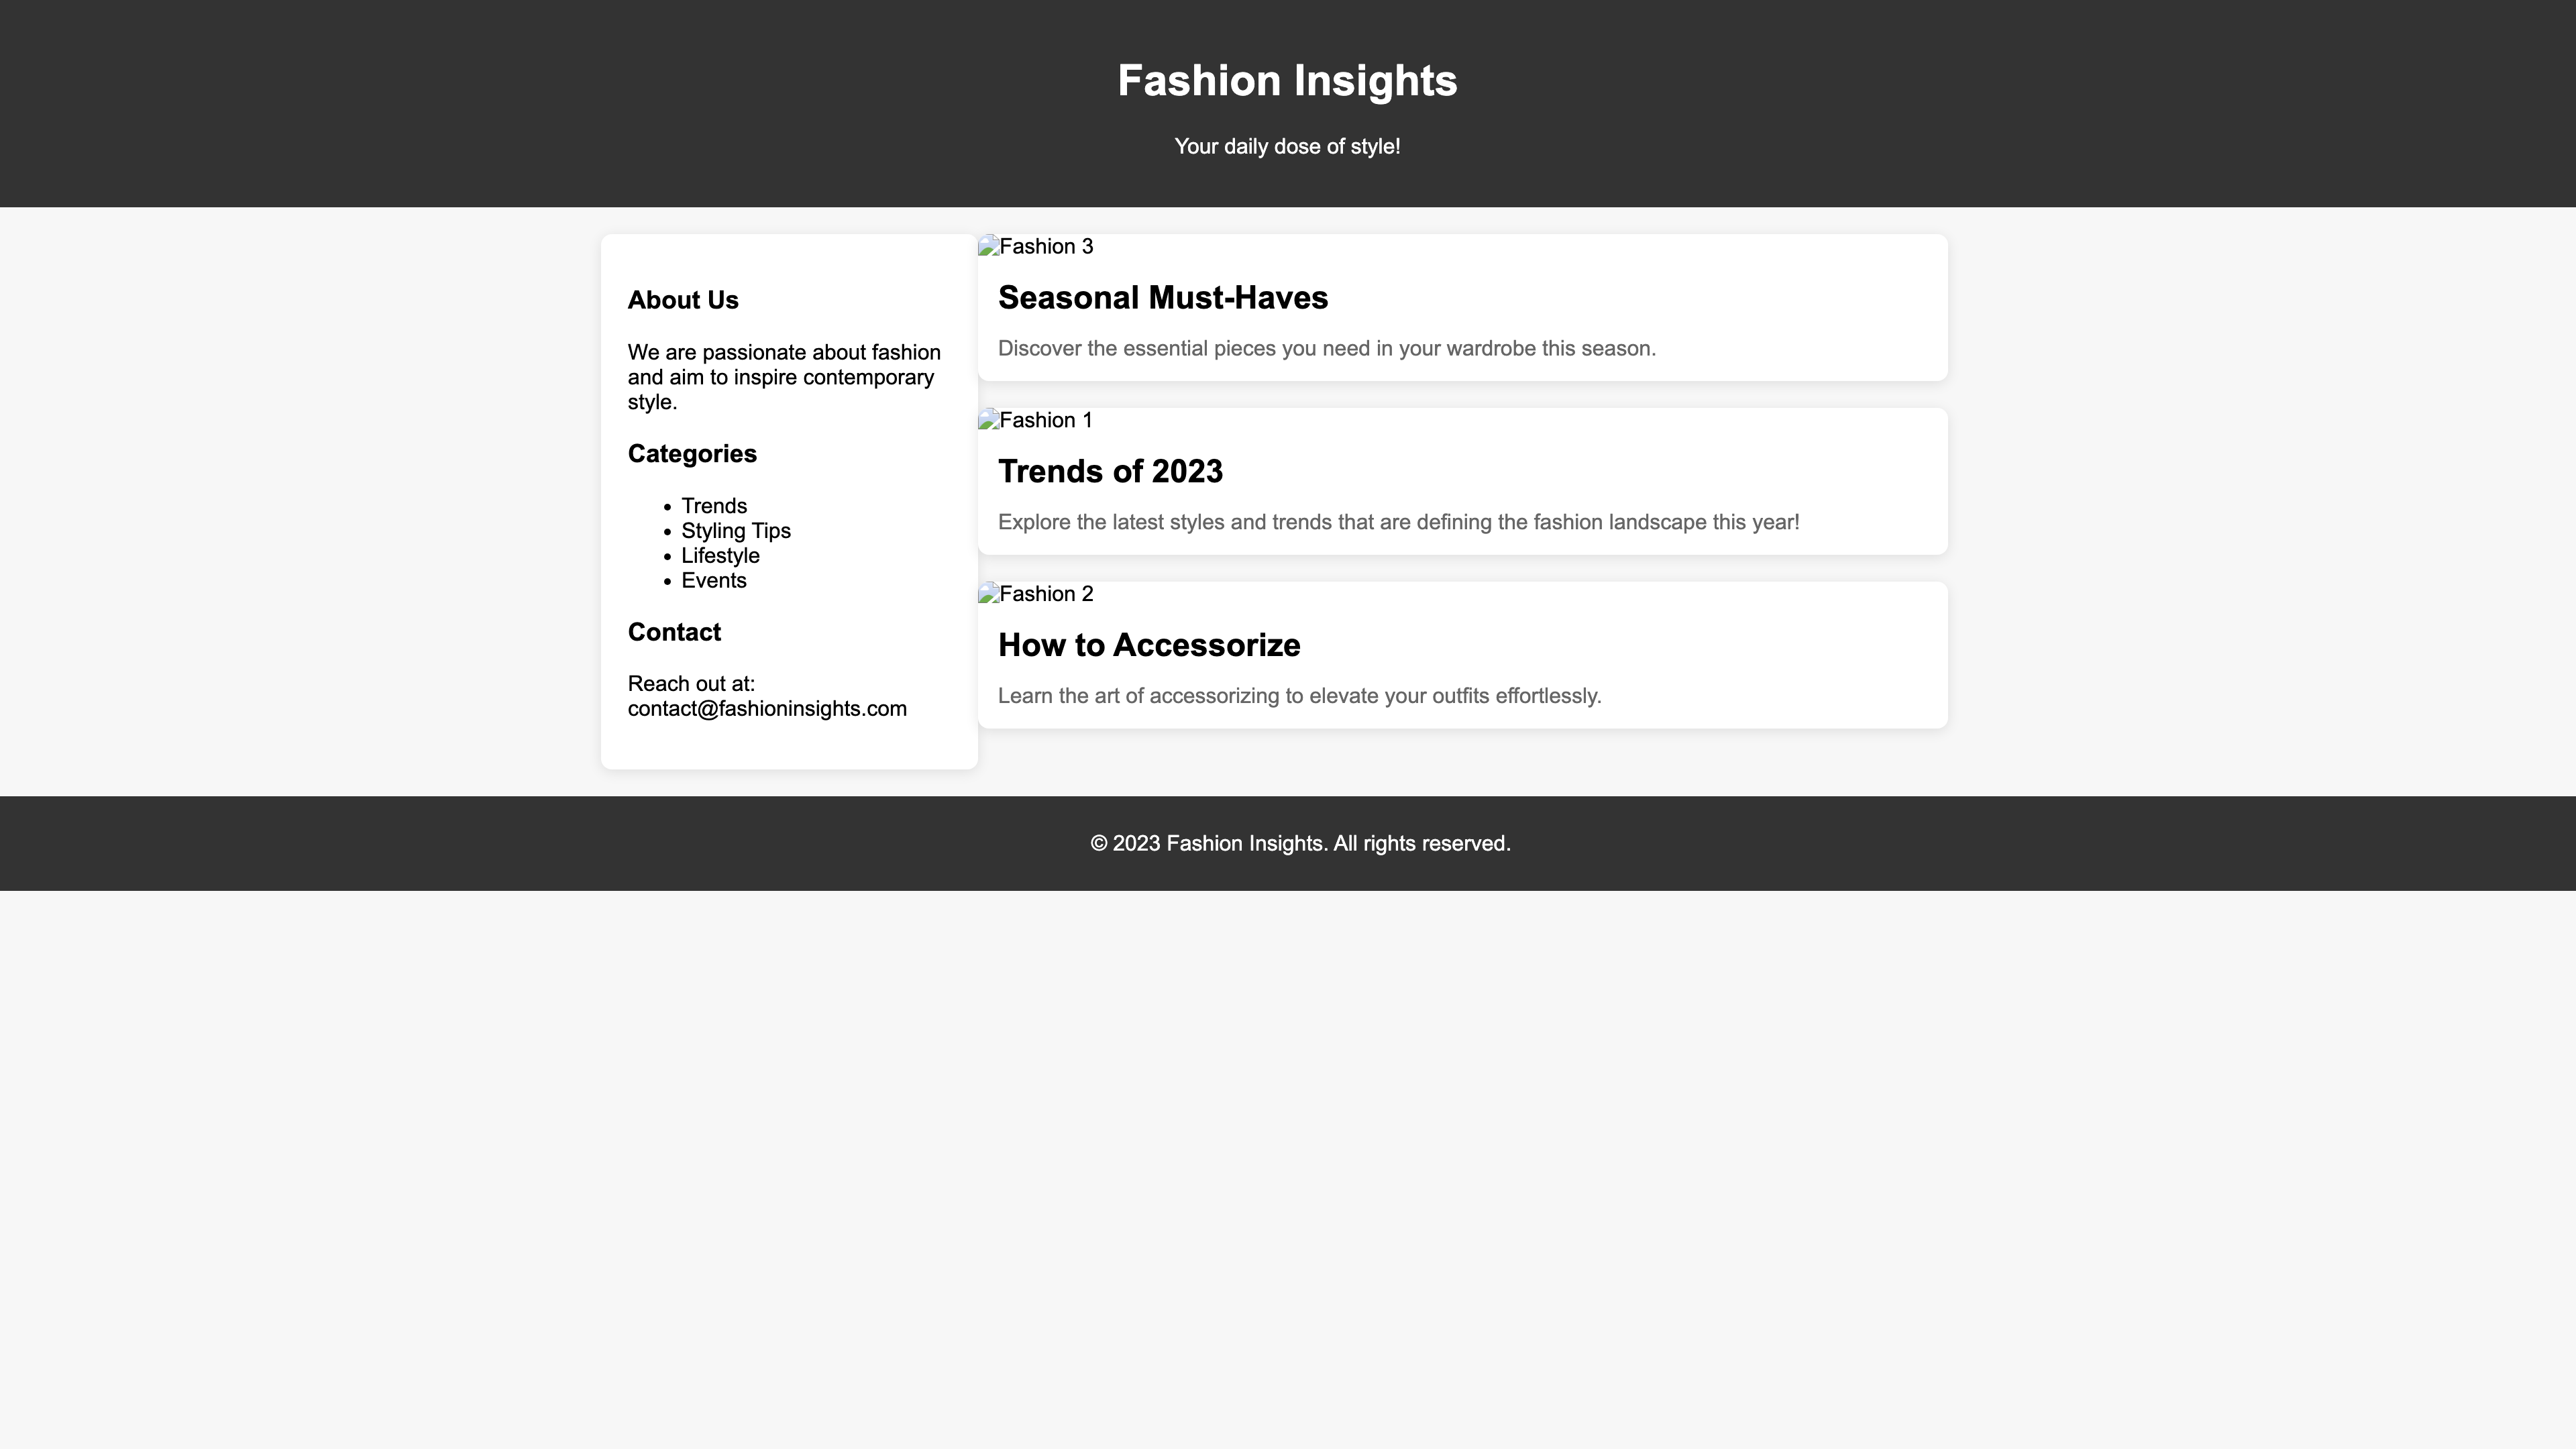 Fashion Insights
Your daily dose of style!
About Us
We are passionate about fashion
and aim to inspire contemporary
style.
Categories
• Trends
• Styling Tips
• Lifestyle
• Events
Contact
Reach out at:
contact@fashioninsights.com
Fashion 3
Seasonal Must-Haves
Discover the essential pieces you need in your wardrobe this season.
Fashion 1
Trends of 2023
Explore the latest styles and trends that are defining the fashion landscape this year!
Fashion 2
How to Accessorize
Learn the art of accessorizing to elevate your outfits effortlessly.
© 2023 Fashion Insights. All rights reserved.